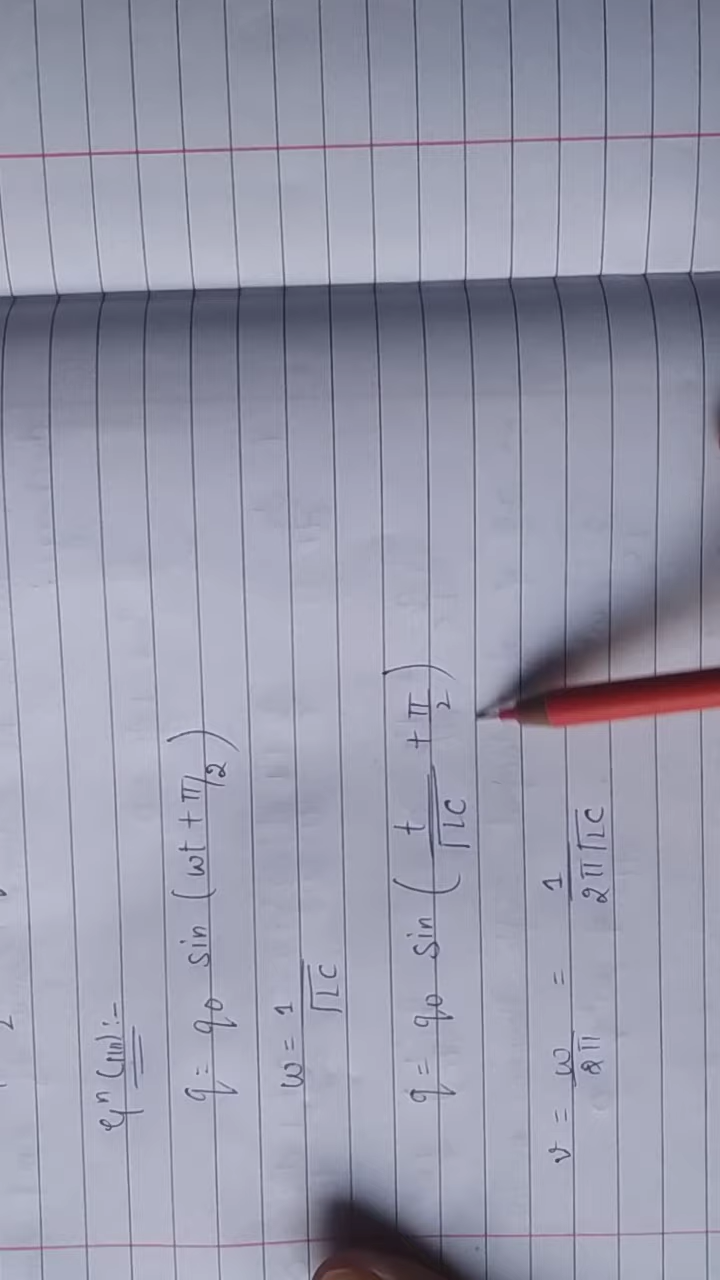 eqⁿ (III):-
q = q₀ sin (ωt + π/2)
ω = 1/√LC
q = q₀ sin (t/√LC + π/2)
ν = ω/2π = 1/2π√LC